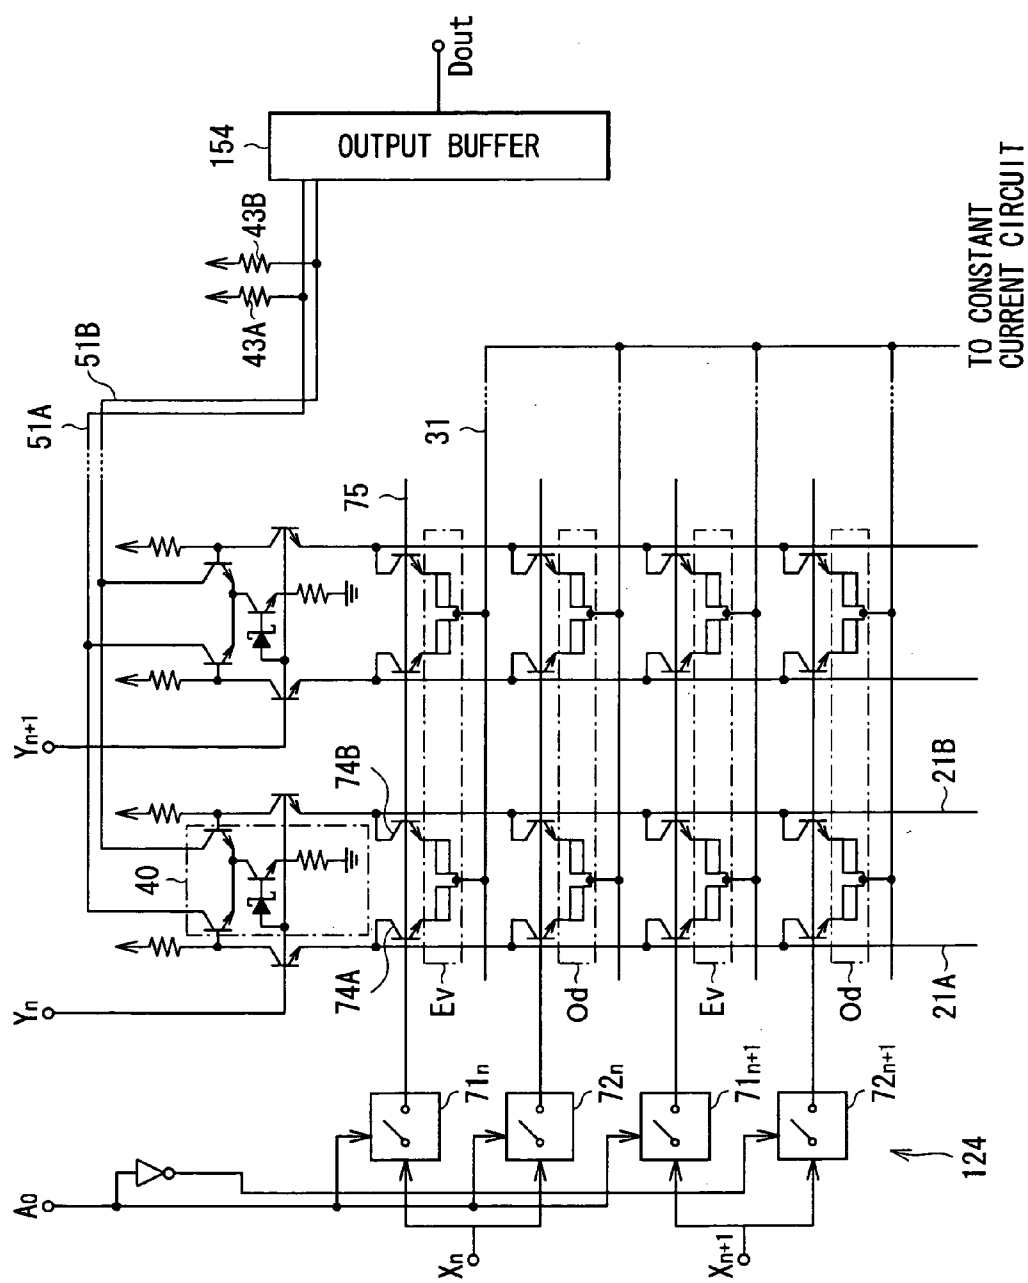 A0
Xn
Xn+1
124
71n
72n
71n+1
72n+1
Yn
Yn+1
40
74A
74B
75
Ev
Od
Ev
Od
21A
21B
31
51A
51B
43A
43B
154
OUTPUT BUFFER
Dout
TO CONSTANT
CURRENT CIRCUIT